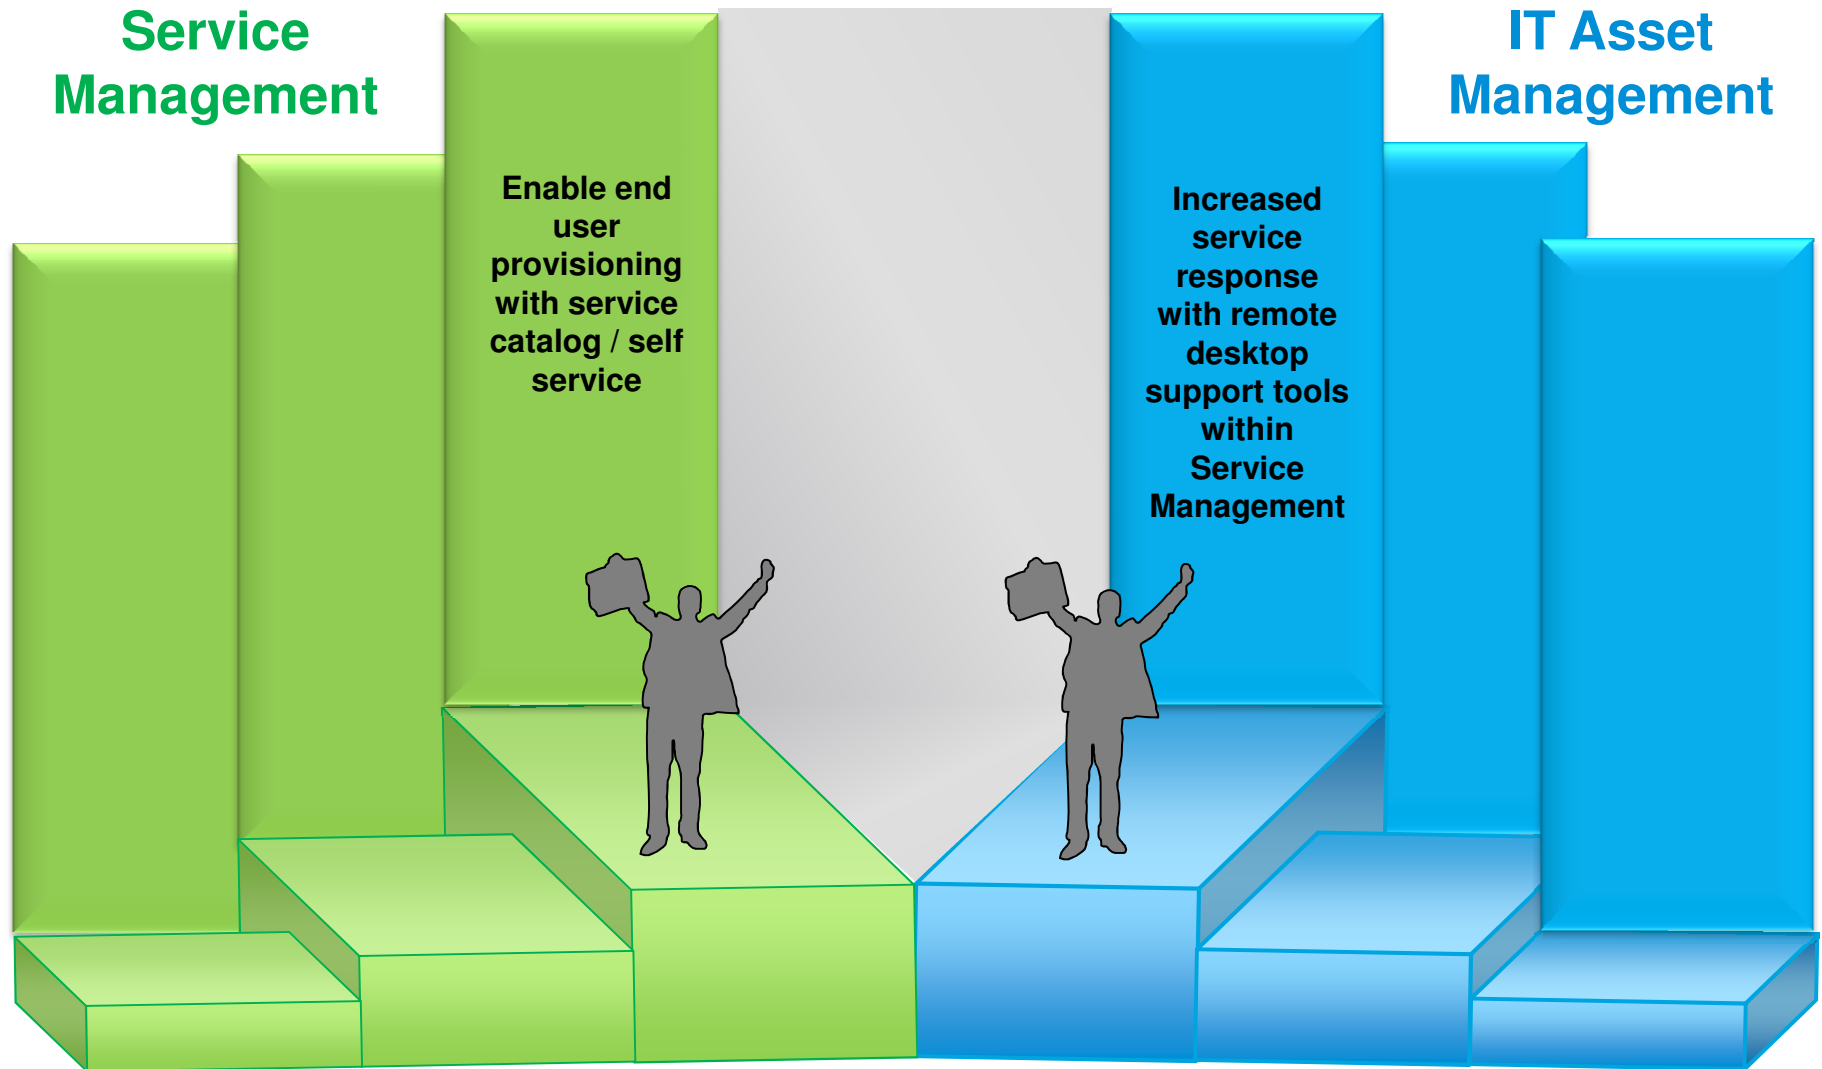 Service
Management
IT Asset
Management
Enable end
user
provisioning
with service
catalog / self
service
Increased
service
response
with remote
desktop
support tools
within
Service
Management